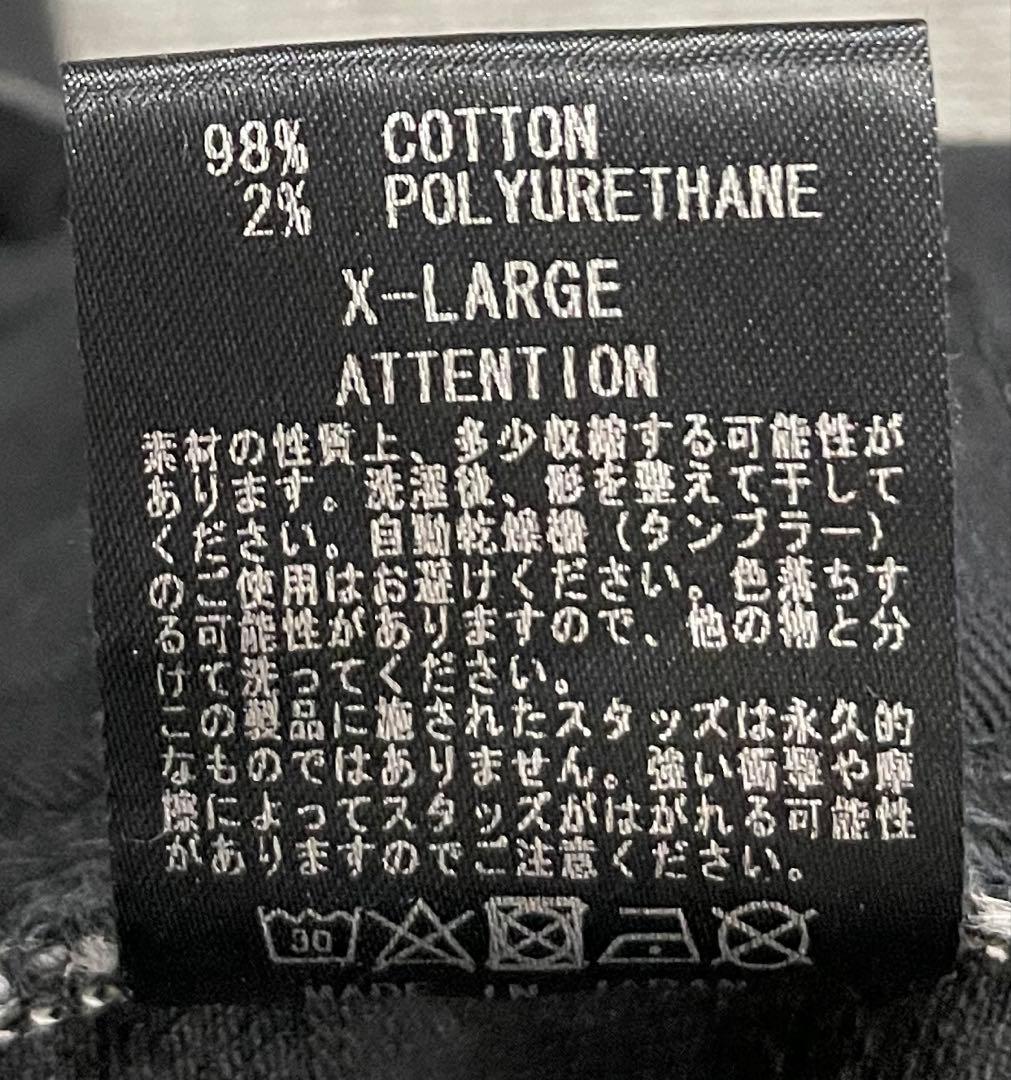 98% COTTON
2% POLYURETHANE
X-LARGE
ATTENTION
素材の性質上、多少収縮する可能性が
あります。洗濯後、形を整えて干して
ください。自動乾燥機(タンブラー)
のご使用はお避けください。色落ちす
る可能性がありますので、他の物と分
けて洗ってください。
この製品に施されたスタッズは永久的
なものではありません。強い衝撃や摩
擦によってスタッズがはがれる可能性
がありますのでご注意ください。
30
MADE IN JAPAN